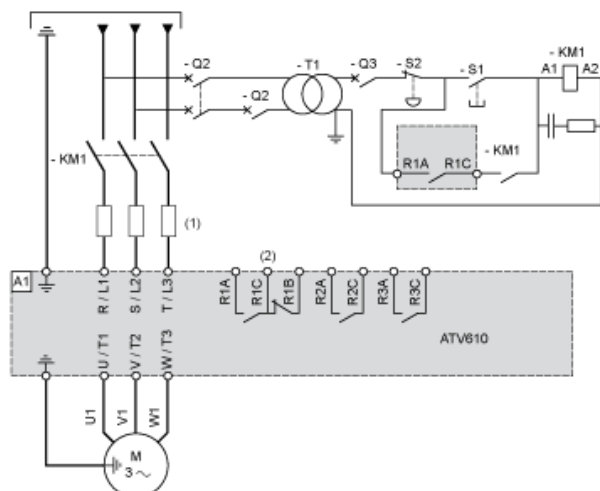 - Q2
- T1
- Q3
- S2
- S1
- KM1
A1
A2
- Q2
- KM1
R1A
R1C
- KM1
(1)
(2)
A1
R / L1
S / L2
T / L3
R1A
R1C
R1B
R2A
R2C
R3A
R3C
U / T1
V / T2
W / T3
ATV610
U1
V1
W1
M
3 ~